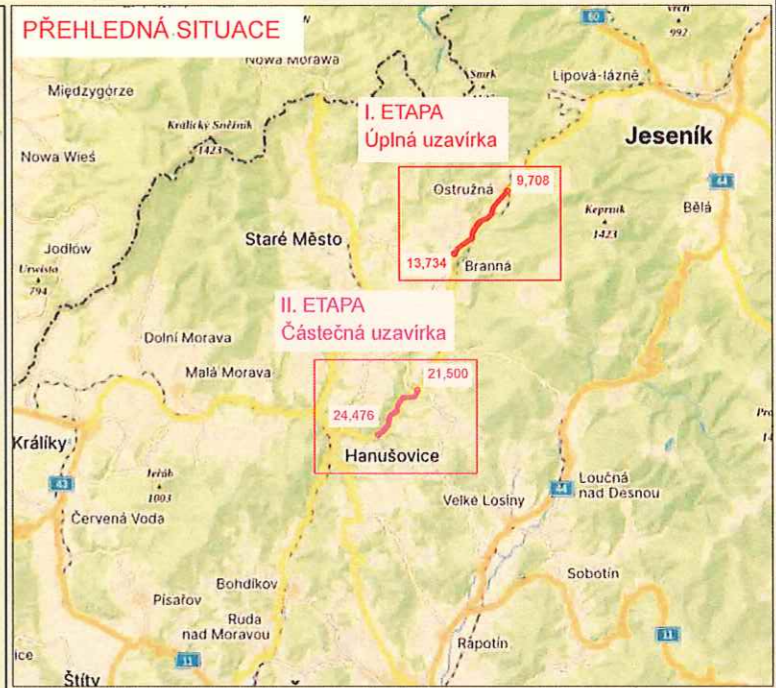 PŘEHLEDNÁ SITUACE
60
Vrch
992
Nowa Morawa
Międzygórze
Smrk
Lipová-lázně
I. ETAPA
Úplná uzavírka
Králický Sněžník
1423
Jeseník
Nowa Wieś
Ostružná
9,708
44
Keprník
1423
Bělá
Staré Město
Jodłów
13,734
Branná
Urwista
794
II. ETAPA
Částečná uzavírka
Dolní Morava
Malá Morava
21,500
24,476
Králíky
Hanušovice
Jeřáb
1003
43
Loučná
nad Desnou
44
Velké Losiny
Červená Voda
Sobotín
Bohdíkov
Písařov
Ruda
nad Moravou
11
Rapotín
11
Štíty